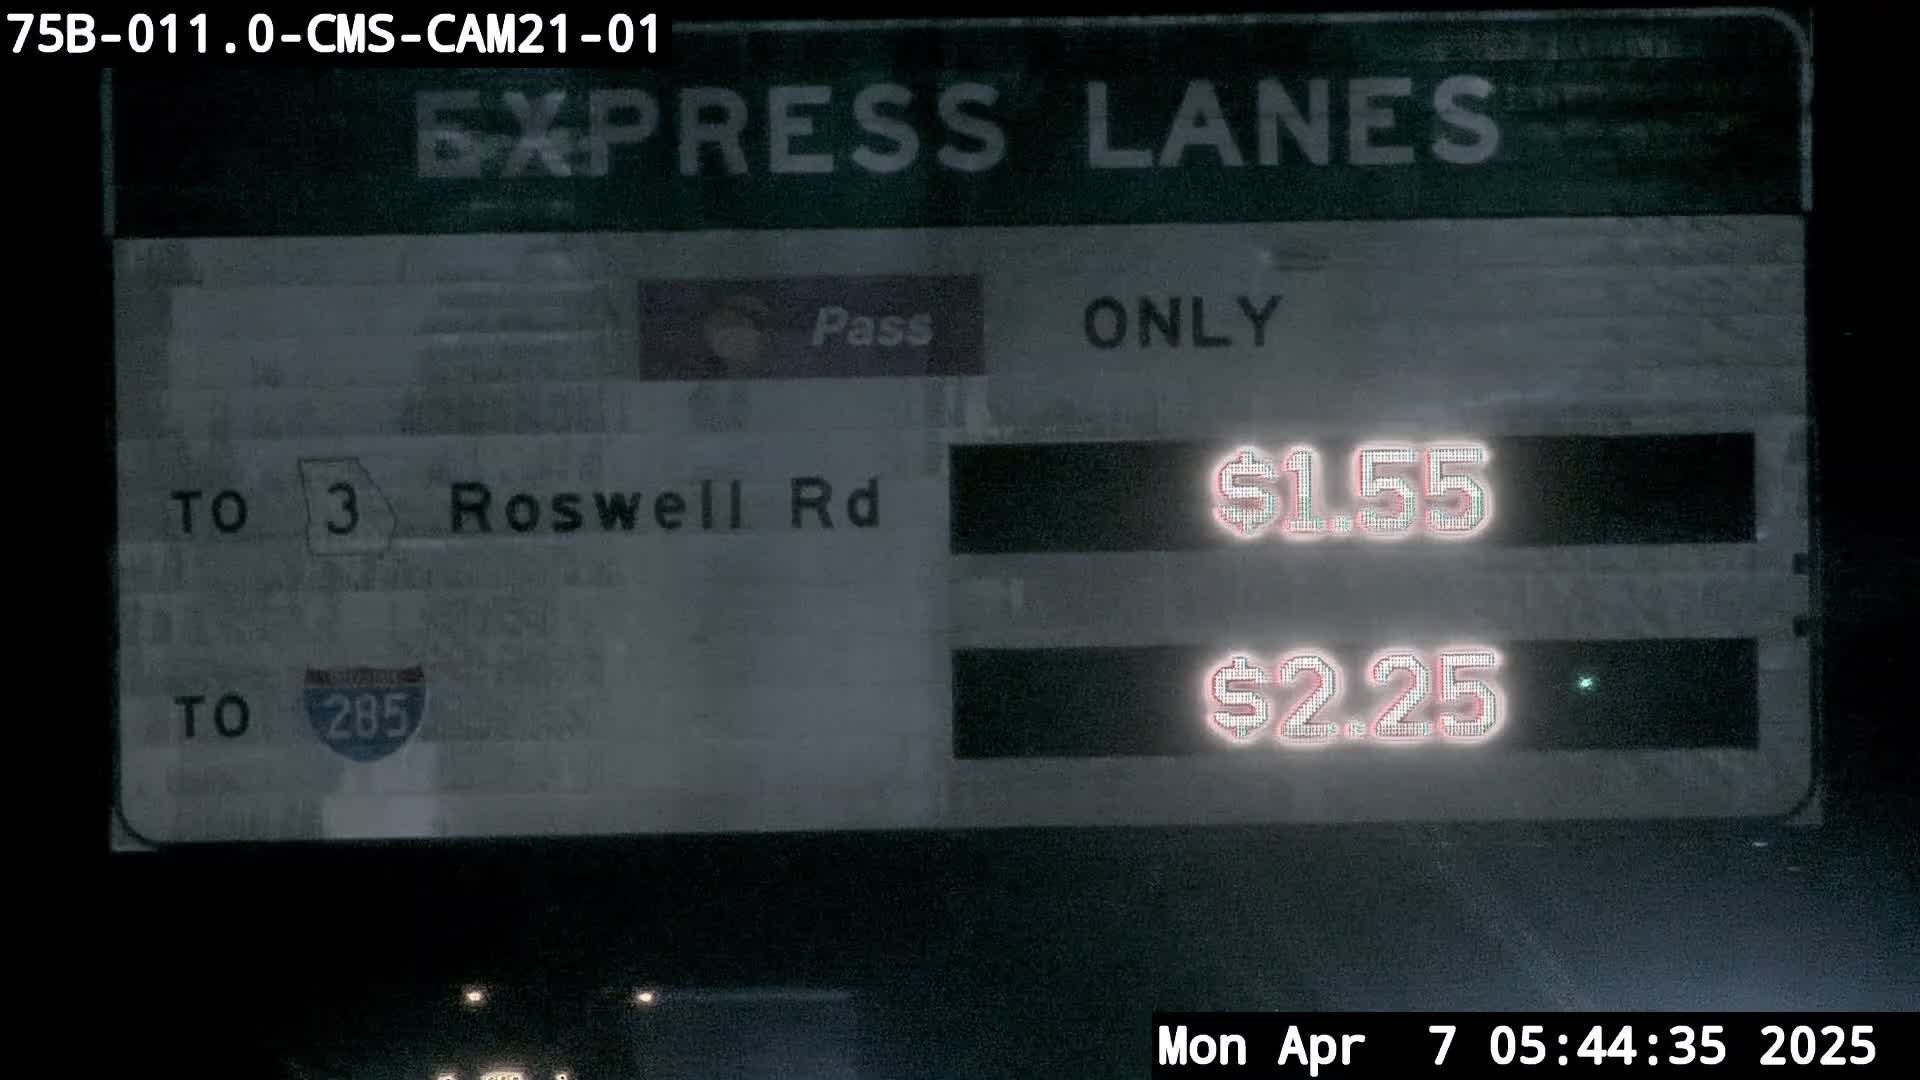 75B-011.0-CMS-CAM21-01
EXPRESS LANES
Pass ONLY
TO 3 Roswell Rd $1.55
TO 285 $2.25
Mon Apr 7 05:44:35 2025